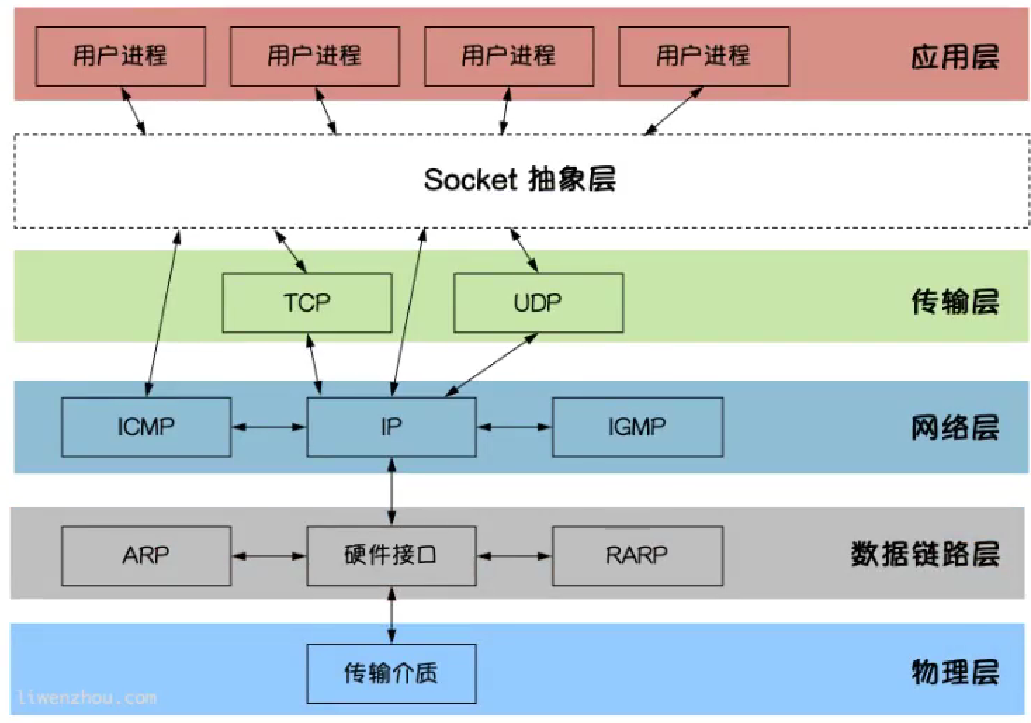 用户进程 用户进程 用户进程 用户进程 应用层
Socket 抽象层
TCP UDP 传输层
ICMP IP IGMP 网络层
ARP 硬件接口 RARP 数据链路层
传输介质 物理层
liwenzhou.com